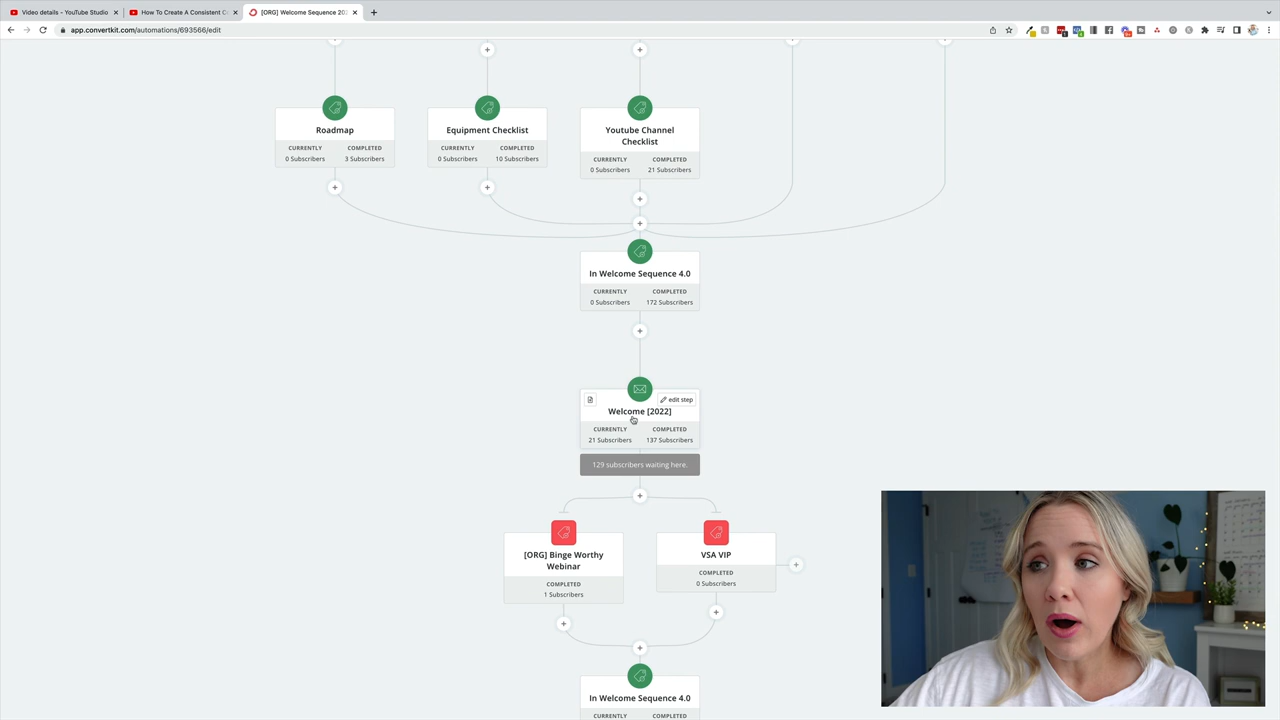 Video details - YouTube Studio
How To Create A Consistent C
[ORG] Welcome Sequence 202
app.convertkit.com/automations/693566/edit
Roadmap
CURRENTLY
COMPLETED
0 Subscribers
3 Subscribers
Equipment Checklist
CURRENTLY
COMPLETED
0 Subscribers
10 Subscribers
Youtube Channel
Checklist
CURRENTLY
COMPLETED
0 Subscribers
21 Subscribers
In Welcome Sequence 4.0
CURRENTLY
COMPLETED
0 Subscribers
172 Subscribers
edit step
Welcome [2022]
CURRENTLY
COMPLETED
21 Subscribers
137 Subscribers
129 subscribers waiting here.
[ORG] Binge Worthy
Webinar
COMPLETED
1 Subscribers
VSA VIP
COMPLETED
0 Subscribers
In Welcome Sequence 4.0
CURRENTLY
COMPLETED